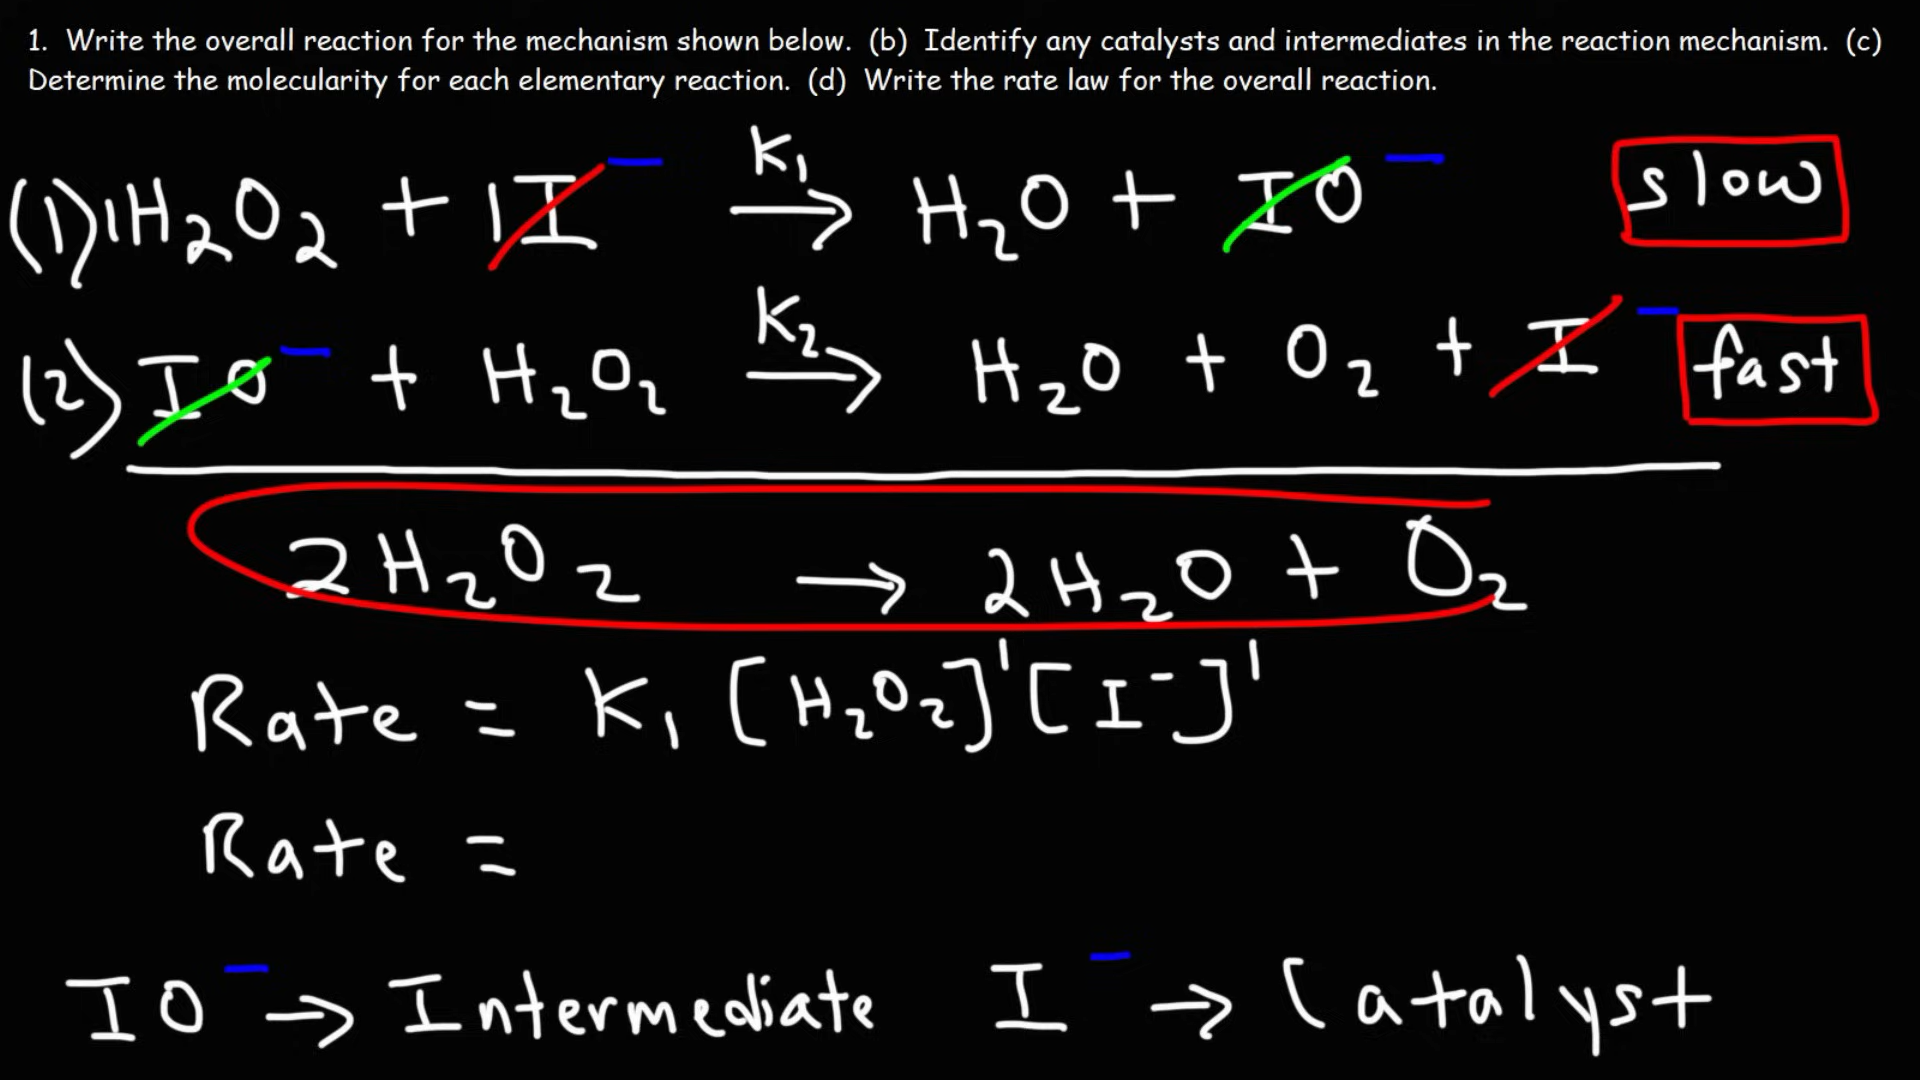 1. Write the overall reaction for the mechanism shown below. (b) Identify any catalysts and intermediates in the reaction mechanism. (c)
Determine the molecularity for each elementary reaction. (d) Write the rate law for the overall reaction.
K₁
(1) 1H₂O₂ + 1I⁻ → H₂O + IO⁻ slow
K₂
(2) IO⁻ + H₂O₂ → H₂O + O₂ + I⁻ fast
2H₂O₂ → 2H₂O + O₂
Rate = K₁ [H₂O₂]¹ [I⁻]¹
Rate =
IO⁻ → Intermediate I⁻ → Catalyst